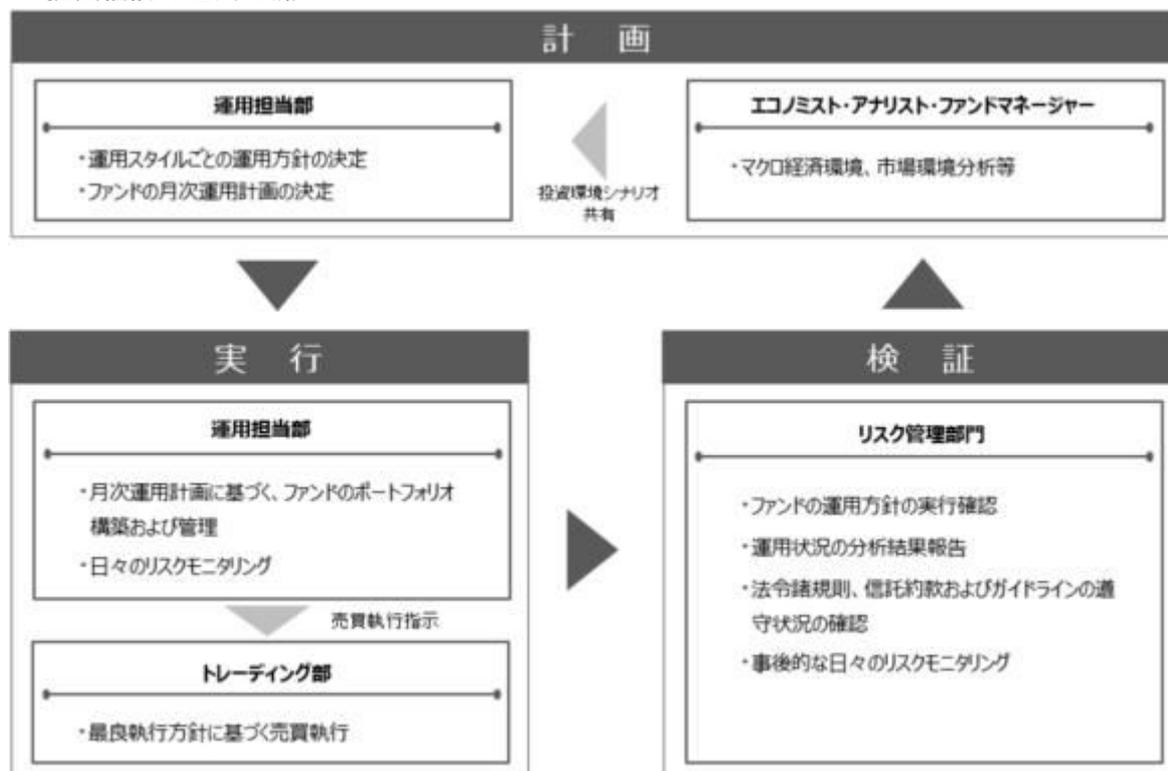 計 画
運用担当部
・運用スタイルごとの運用方針の決定
・ファンドの月次運用計画の決定
投資環境シナリオ
共有
エコノミスト・アナリスト・ファンドマネージャー
・マクロ経済環境、市場環境分析等
実 行
運用担当部
・月次運用計画に基づく、ファンドのポートフォリオ
構築および管理
・日々のリスクモニタリング
売買執行指示
トレーディング部
・最良執行方針に基づく売買執行
検 証
リスク管理部門
・ファンドの運用方針の実行確認
・運用状況の分析結果報告
・法令諸規則、信託約款およびガイドラインの遵
守状況の確認
・事後的な日々のリスクモニタリング